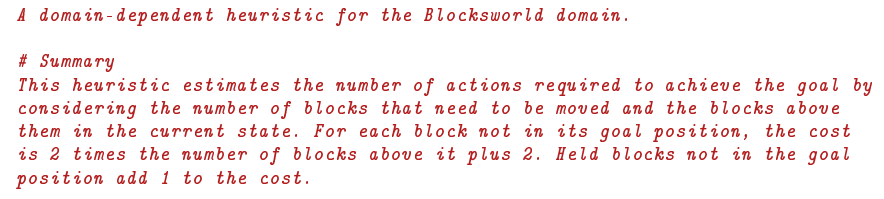 A domain-dependent heuristic for the Blocksworld domain.
# Summary
This heuristic estimates the number of actions required to achieve the goal by
considering the number of blocks that need to be moved and the blocks above
them in the current state. For each block not in its goal position, the cost
is 2 times the number of blocks above it plus 2. Held blocks not in the goal
position add 1 to the cost.